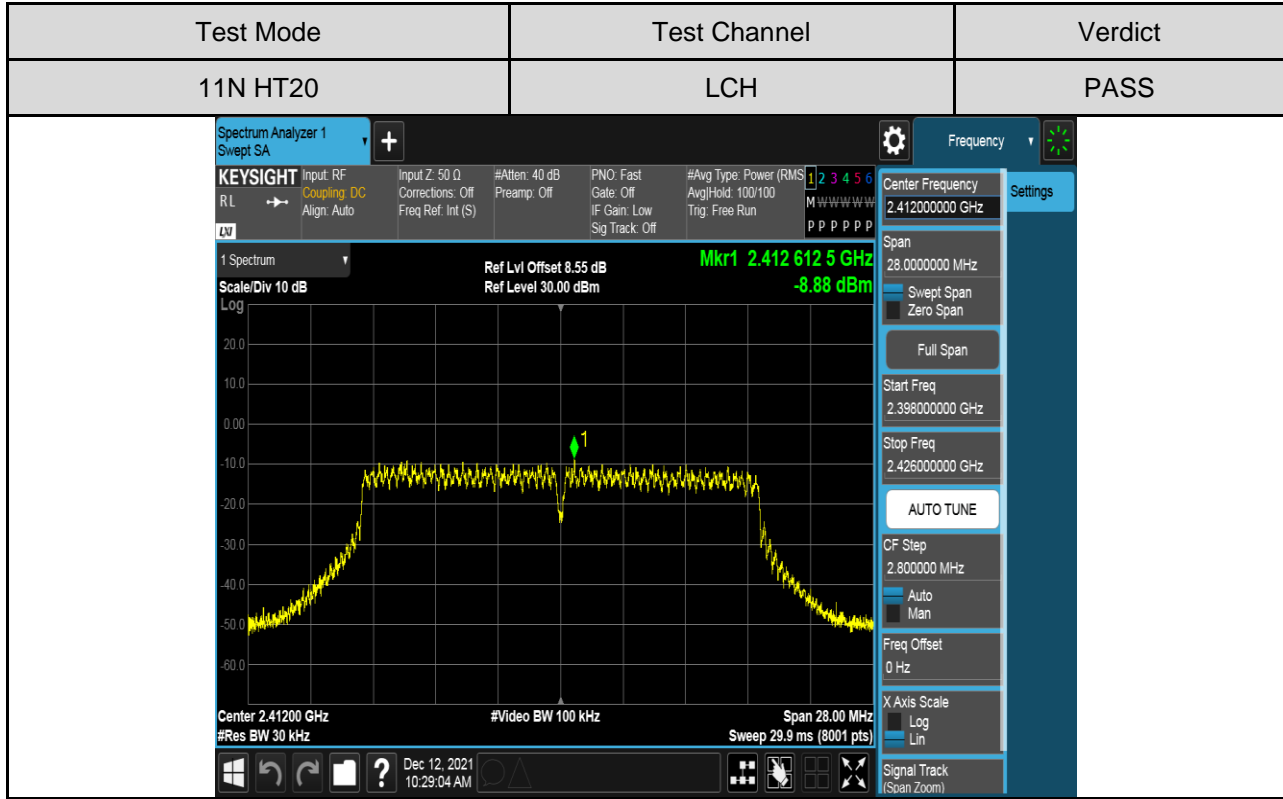 Test Mode
Test Channel
Verdict
11N HT20
LCH
PASS
Spectrum Analyzer 1
Swept SA
+
Frequency
KEYSIGHT
RL
LXI
Input: RF
Coupling: DC
Align: Auto
Input Z: 50 Ω
Corrections: Off
Freq Ref: Int (S)
#Atten: 40 dB
Preamp: Off
PNO: Fast
Gate: Off
IF Gain: Low
Sig Track: Off
#Avg Type: Power (RMS
Avg|Hold: 100/100
Trig: Free Run
1 2 3 4 5 6
M W W W W W
P P P P P P
1 Spectrum
Scale/Div 10 dB
Ref Lvl Offset 8.55 dB
Ref Level 30.00 dBm
Mkr1 2.412 612 5 GHz
-8.88 dBm
Log
20.0
10.0
0.00
-10.0
-20.0
-30.0
-40.0
-50.0
-60.0
1
Center 2.41200 GHz
#Res BW 30 kHz
#Video BW 100 kHz
Span 28.00 MHz
Sweep 29.9 ms (8001 pts)
Dec 12, 2021
10:29:04 AM
?
Center Frequency
2.412000000 GHz
Settings
Span
28.0000000 MHz
Swept Span
Zero Span
Full Span
Start Freq
2.398000000 GHz
Stop Freq
2.426000000 GHz
AUTO TUNE
CF Step
2.800000 MHz
Auto
Man
Freq Offset
0 Hz
X Axis Scale
Log
Lin
Signal Track
(Span Zoom)